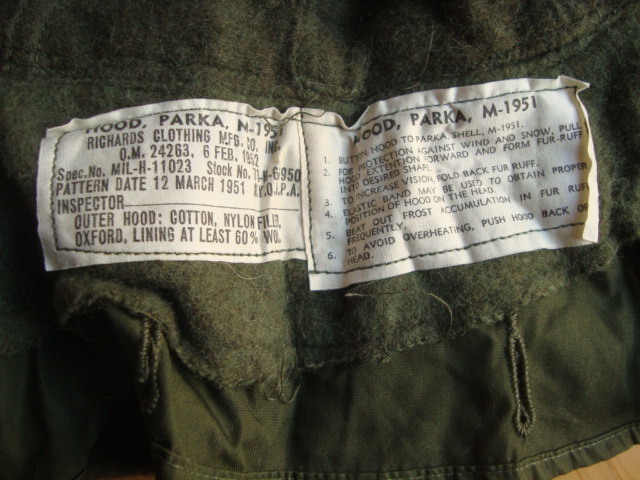 HOOD, PARKA, M-1951
RICHARDS CLOTHING MFG. CO. INC.
Q.M. 24263, 6 FEB. 1952
Spec.No. MIL-H-11023 Stock No.
PATTERN DATE 12 MARCH 1951
INSPECTOR
OUTER HOOD: COTTON, NYLON
OXFORD, LINING AT LEAST 60%
HOOD, PARKA, M-1951
1. BUTTON HOOD TO PARKA, SHELL, M-1951.
2. FOR PROTECTION AGAINST WIND AND SNOW, PULL
HOOD EXTENSION FORWARD AND FORM FUR-RUFF
INTO DESIRED SHAPE.
3. TO INCREASE VISION, FOLD BACK FUR RUFF.
4. ELASTIC BAND MAY BE USED TO OBTAIN PROPER
POSITION OF HOOD ON THE HEAD.
5. BEAT OUT FROST ACCUMULATION IN FUR RUFF
FREQUENTLY.
6. TO AVOID OVERHEATING, PUSH HOOD BACK OF
HEAD.